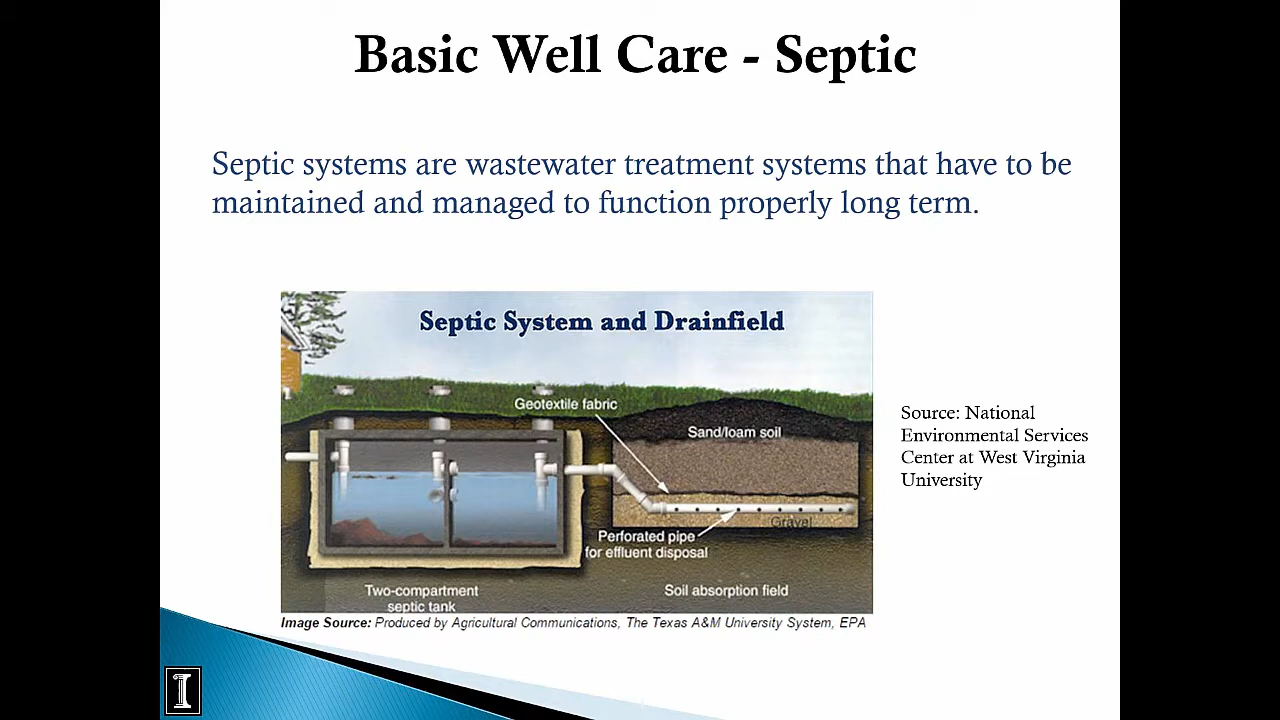 Basic Well Care - Septic
Septic systems are wastewater treatment systems that have to be
maintained and managed to function properly long term.
Septic System and Drainfield
Geotextile fabric
Sand/loam soil
Gravel
Perforated pipe
for effluent disposal
Two-compartment
septic tank
Soil absorption field
Source: National
Environmental Services
Center at West Virginia
University
Image Source: Produced by Agricultural Communications, The Texas A&M University System, EPA
I